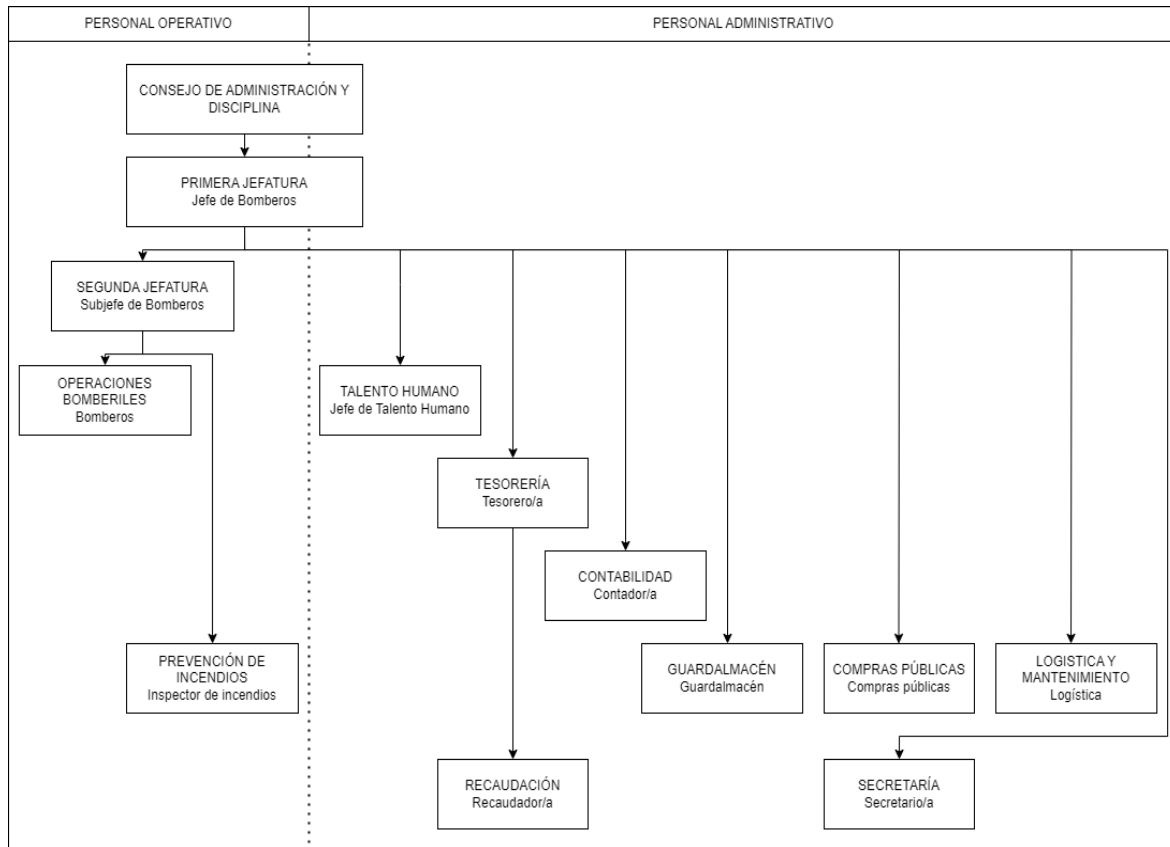 PERSONAL OPERATIVO
PERSONAL ADMINISTRATIVO
CONSEJO DE ADMINISTRACIÓN Y
DISCIPLINA
PRIMERA JEFATURA
Jefe de Bomberos
SEGUNDA JEFATURA
Subjefe de Bomberos
OPERACIONES
BOMBERILES
Bomberos
TALENTO HUMANO
Jefe de Talento Humano
TESORERÍA
Tesorero/a
CONTABILIDAD
Contador/a
PREVENCIÓN DE
INCENDIOS
Inspector de incendios
GUARDALMACÉN
Guardalmacén
COMPRAS PÚBLICAS
Compras públicas
LOGISTICA Y
MANTENIMIENTO
Logística
RECAUDACIÓN
Recaudador/a
SECRETARÍA
Secretario/a